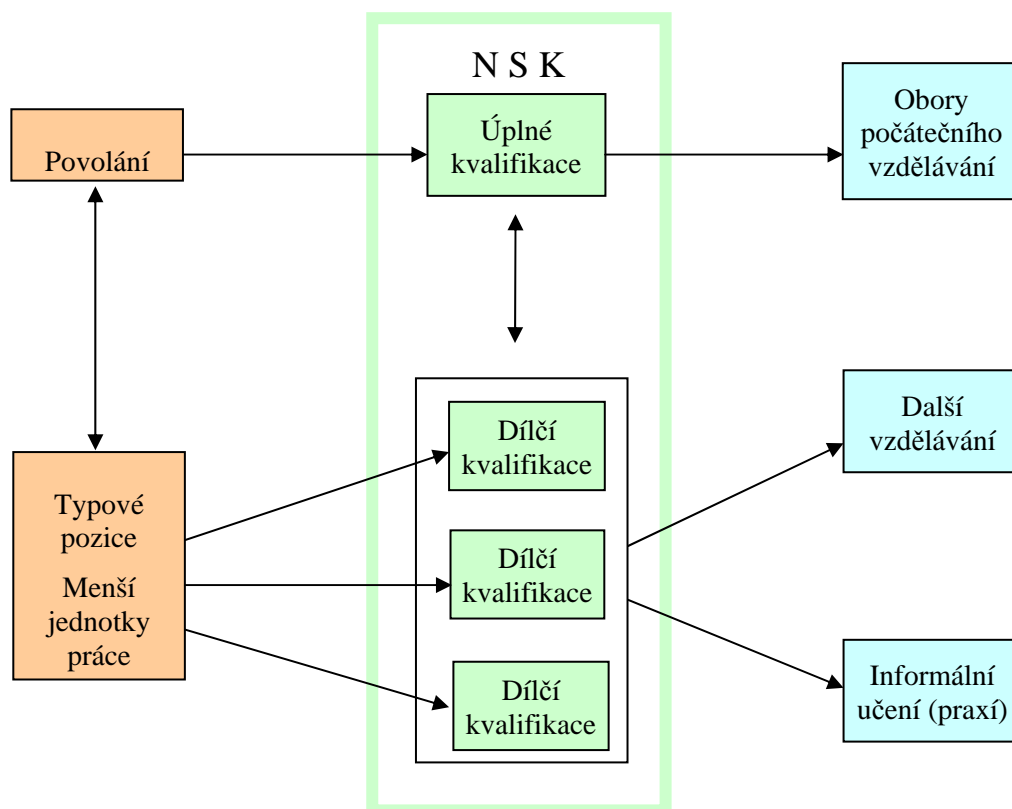 N S K
Povolání
Úplné
kvalifikace
Obory
počátečního
vzdělávání
Typové
pozice
Menší
jednotky
práce
Dílčí
kvalifikace
Dílčí
kvalifikace
Dílčí
kvalifikace
Další
vzdělávání
Informální
učení (praxí)